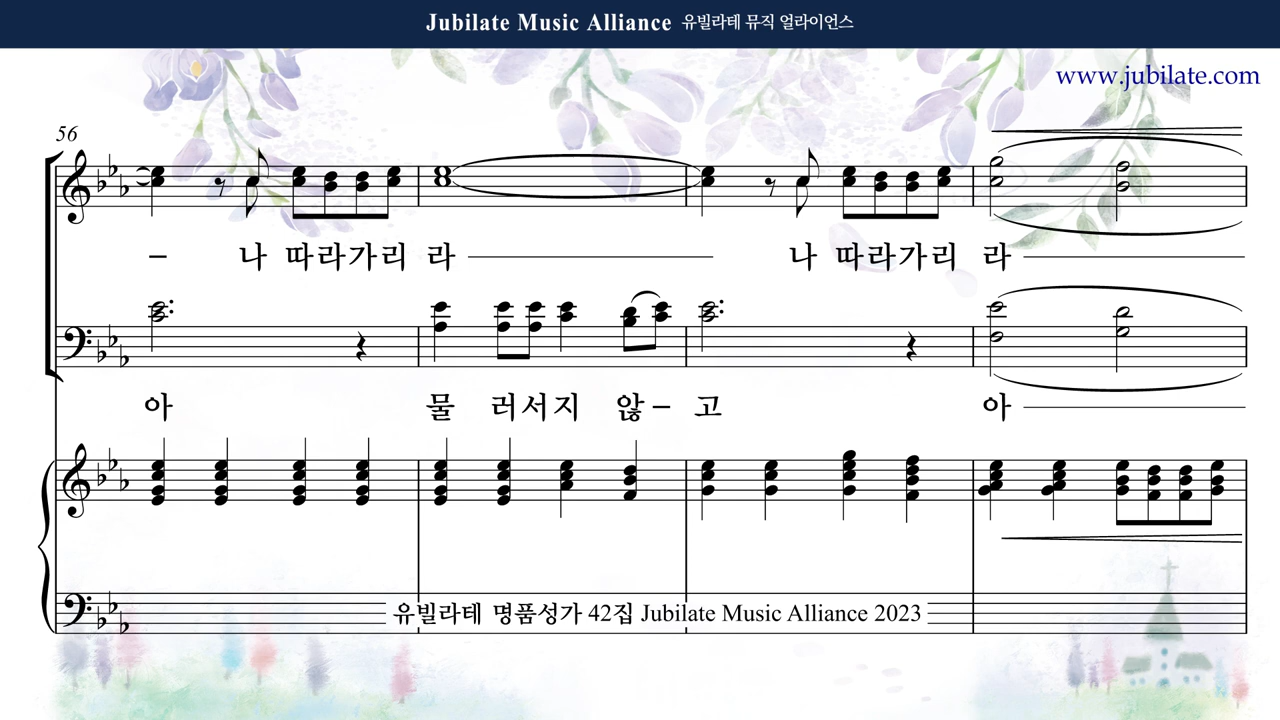 Jubilate Music Alliance 유빌라테 뮤직 얼라이언스
www.jubilate.com
56
– 나 따라가리 라 나 따라가리 라
아 물 러서지 않 – 고 아
유빌라테 명품성가 42집 Jubilate Music Alliance 2023